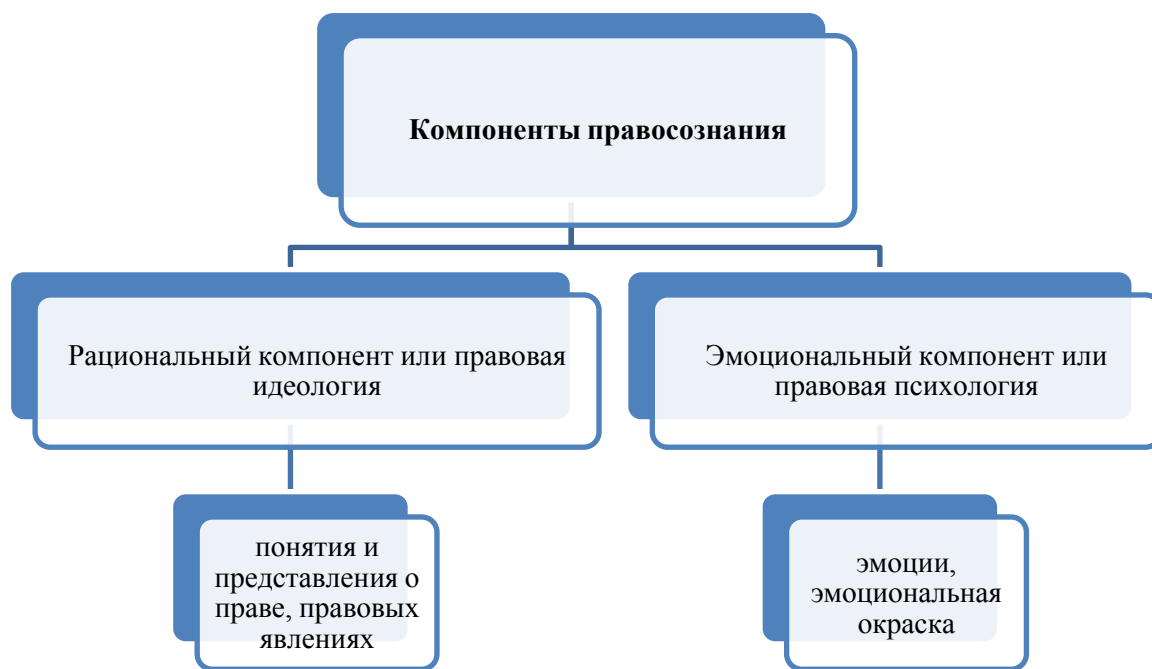 Компоненты правосознания
Рациональный компонент или правовая
идеология
Эмоциональный компонент или
правовая психология
понятия и
представления о
праве, правовых
явлениях
эмоции,
эмоциональная
окраска